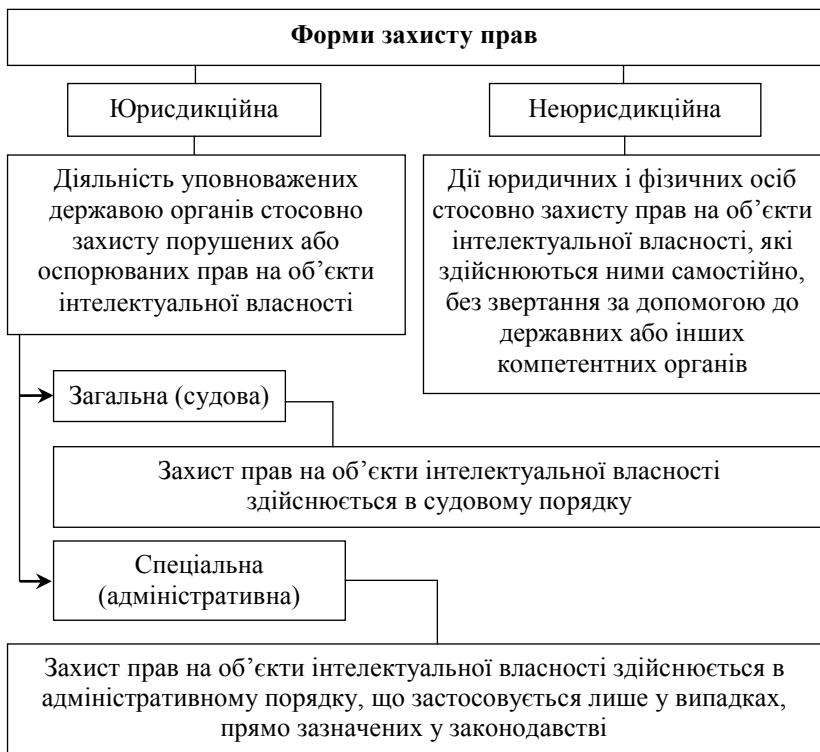 Форми захисту прав
Юрисдикційна
Неюрисдикційна
Діяльність уповноважених
державою органів стосовно
захисту порушених або
оспорюваних прав на об’єкти
інтелектуальної власності
Дії юридичних і фізичних осіб
стосовно захисту прав на об’єкти
інтелектуальної власності, які
здійснюються ними самостійно,
без звертання за допомогою до
державних або інших
компетентних органів
Загальна (судова)
Захист прав на об’єкти інтелектуальної власності
здійснюється в судовому порядку
Спеціальна
(адміністративна)
Захист прав на об’єкти інтелектуальної власності здійснюється в
адміністративному порядку, що застосовується лише у випадках,
прямо зазначених у законодавстві